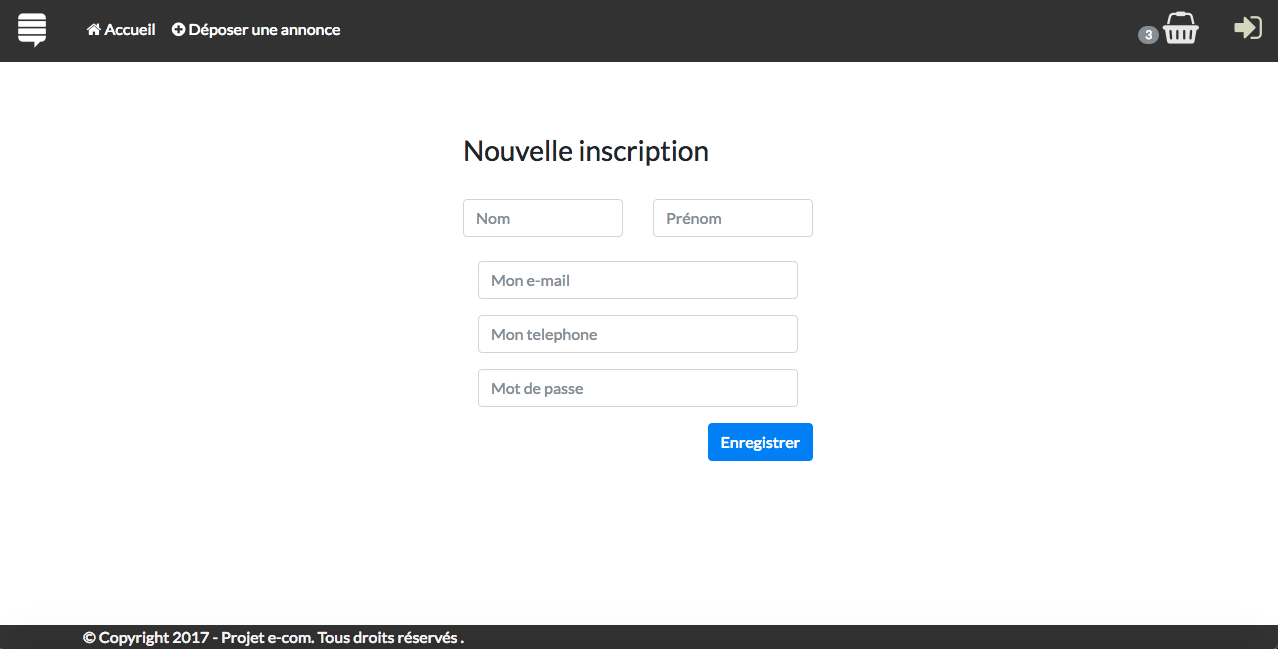 Accueil Déposer une annonce 3
Nouvelle inscription
Nom Prénom
Mon e-mail
Mon telephone
Mot de passe
Enregistrer
© Copyright 2017 - Projet e-com. Tous droits réservés .